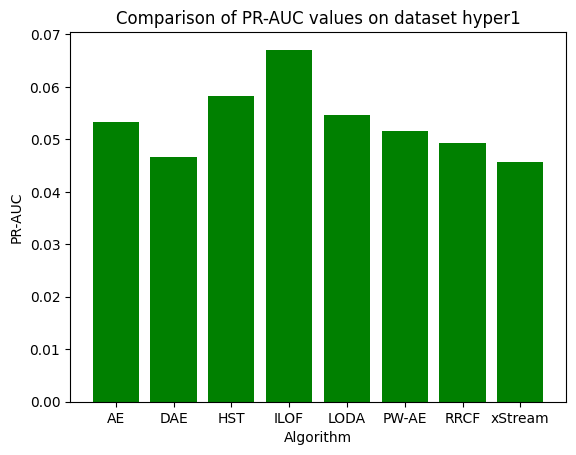 Comparison of PR-AUC values on dataset hyper1
0.07
0.06
0.05
0.04
0.03
0.02
0.01
0.00
PR-AUC
AE DAE HST ILOF LODA PW-AE RRCF xStream
Algorithm